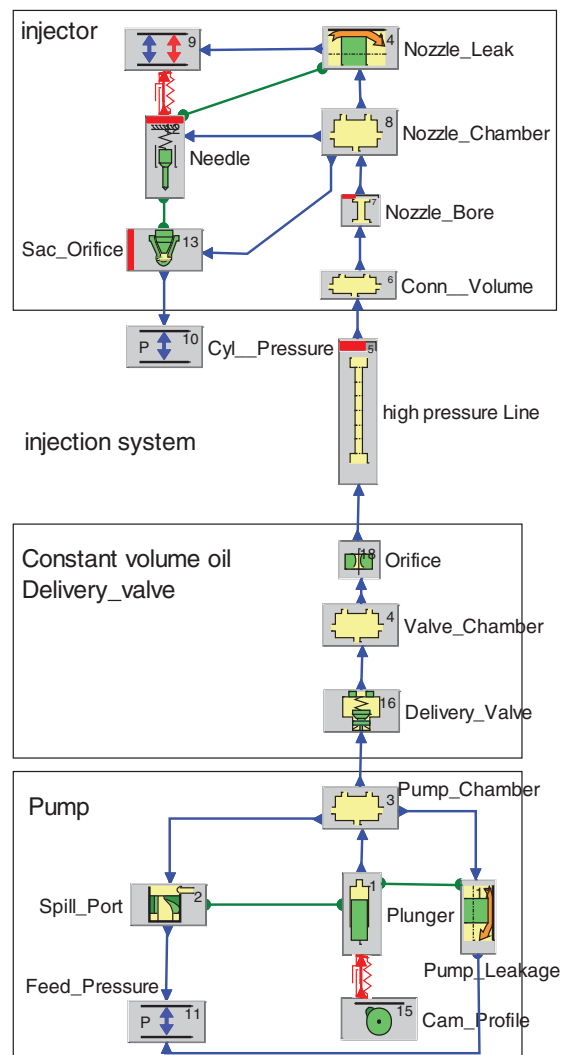 injector
9
4
Nozzle_Leak
8
Nozzle_Chamber
Needle
7
Nozzle_Bore
13
Sac_Orifice
6
Conn__Volume
10
P
Cyl__Pressure
5
high pressure Line
injection system
Constant volume oil
Delivery_valve
18
Orifice
4
Valve_Chamber
16
Delivery_Valve
Pump
3
Pump_Chamber
2
Spill_Port
1
Plunger
Pump_Leakage
Feed_Pressure
11
P
15
Cam_Profile